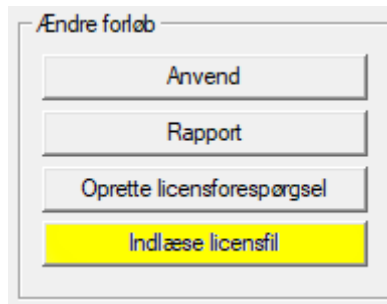 Ændre forløb
Anvend
Rapport
Oprette licensforespørgsel
Indlæse licensfil